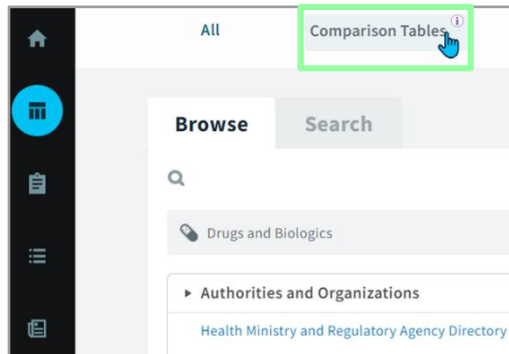 All
Comparison Tables
Browse
Search
Drugs and Biologics
Authorities and Organizations
Health Ministry and Regulatory Agency Directory